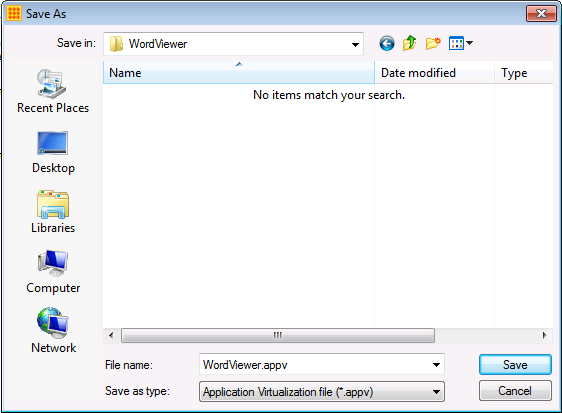 Save As
Save in: WordViewer
Name Date modified Type
No items match your search.
Recent Places
Desktop
Libraries
Computer
Network
File name: WordViewer.appv Save
Save as type: Application Virtualization file (*.appv) Cancel